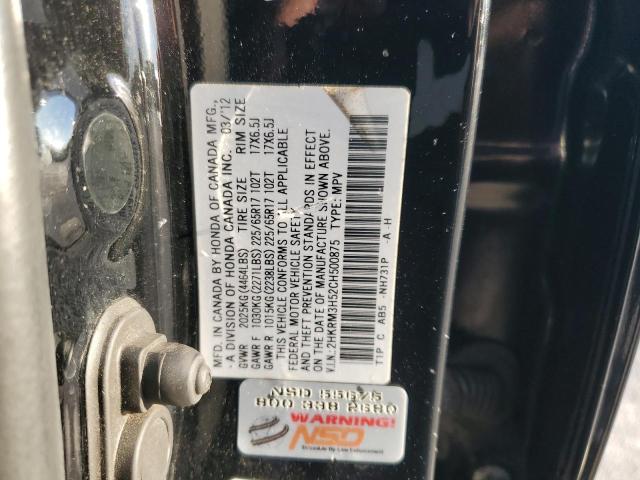 MFD. IN CANADA BY HONDA OF CANADA MFG.,
-A DIVISION OF HONDA CANADA INC. 03/'12
GVWR 2025KG(4464LBS) TIRE SIZE RIM SIZE
GAWR F 1030KG(2271LBS) 225/65R17 102T 17X6.5J
GAWR R 1015KG(2238LBS) 225/65R17 102T 17X6.5J
THIS VEHICLE CONFORMS TO ALL APPLICABLE
FEDERAL MOTOR VEHICLE SAFETY
AND THEFT PREVENTION STANDARDS IN EFFECT
ON THE DATE OF MANUFACTURE SHOWN ABOVE.
V.I.N.: 2HKRM3H52CH500875 TYPE: MPV
TTP C AB5 -NH731P -A-H
800 338 2680
WARNING!
NSD